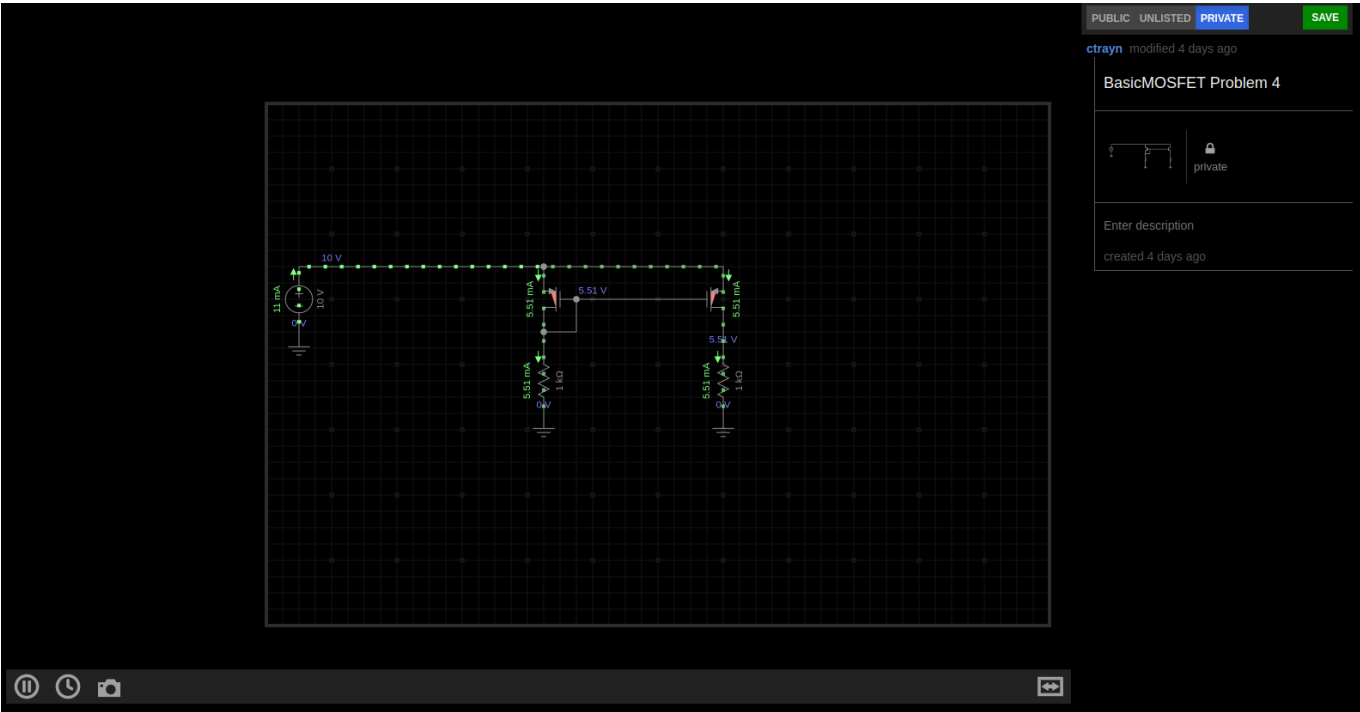 PUBLIC UNLISTED PRIVATE SAVE
ctrayn modified 4 days ago
BasicMOSFET Problem 4
private
Enter description
created 4 days ago
10 V
11 mA
10 V
0 V
5.51 mA
5.51 V
5.51 mA
5.51 V
5.51 mA
1 kΩ
0 V
5.51 mA
1 kΩ
0 V